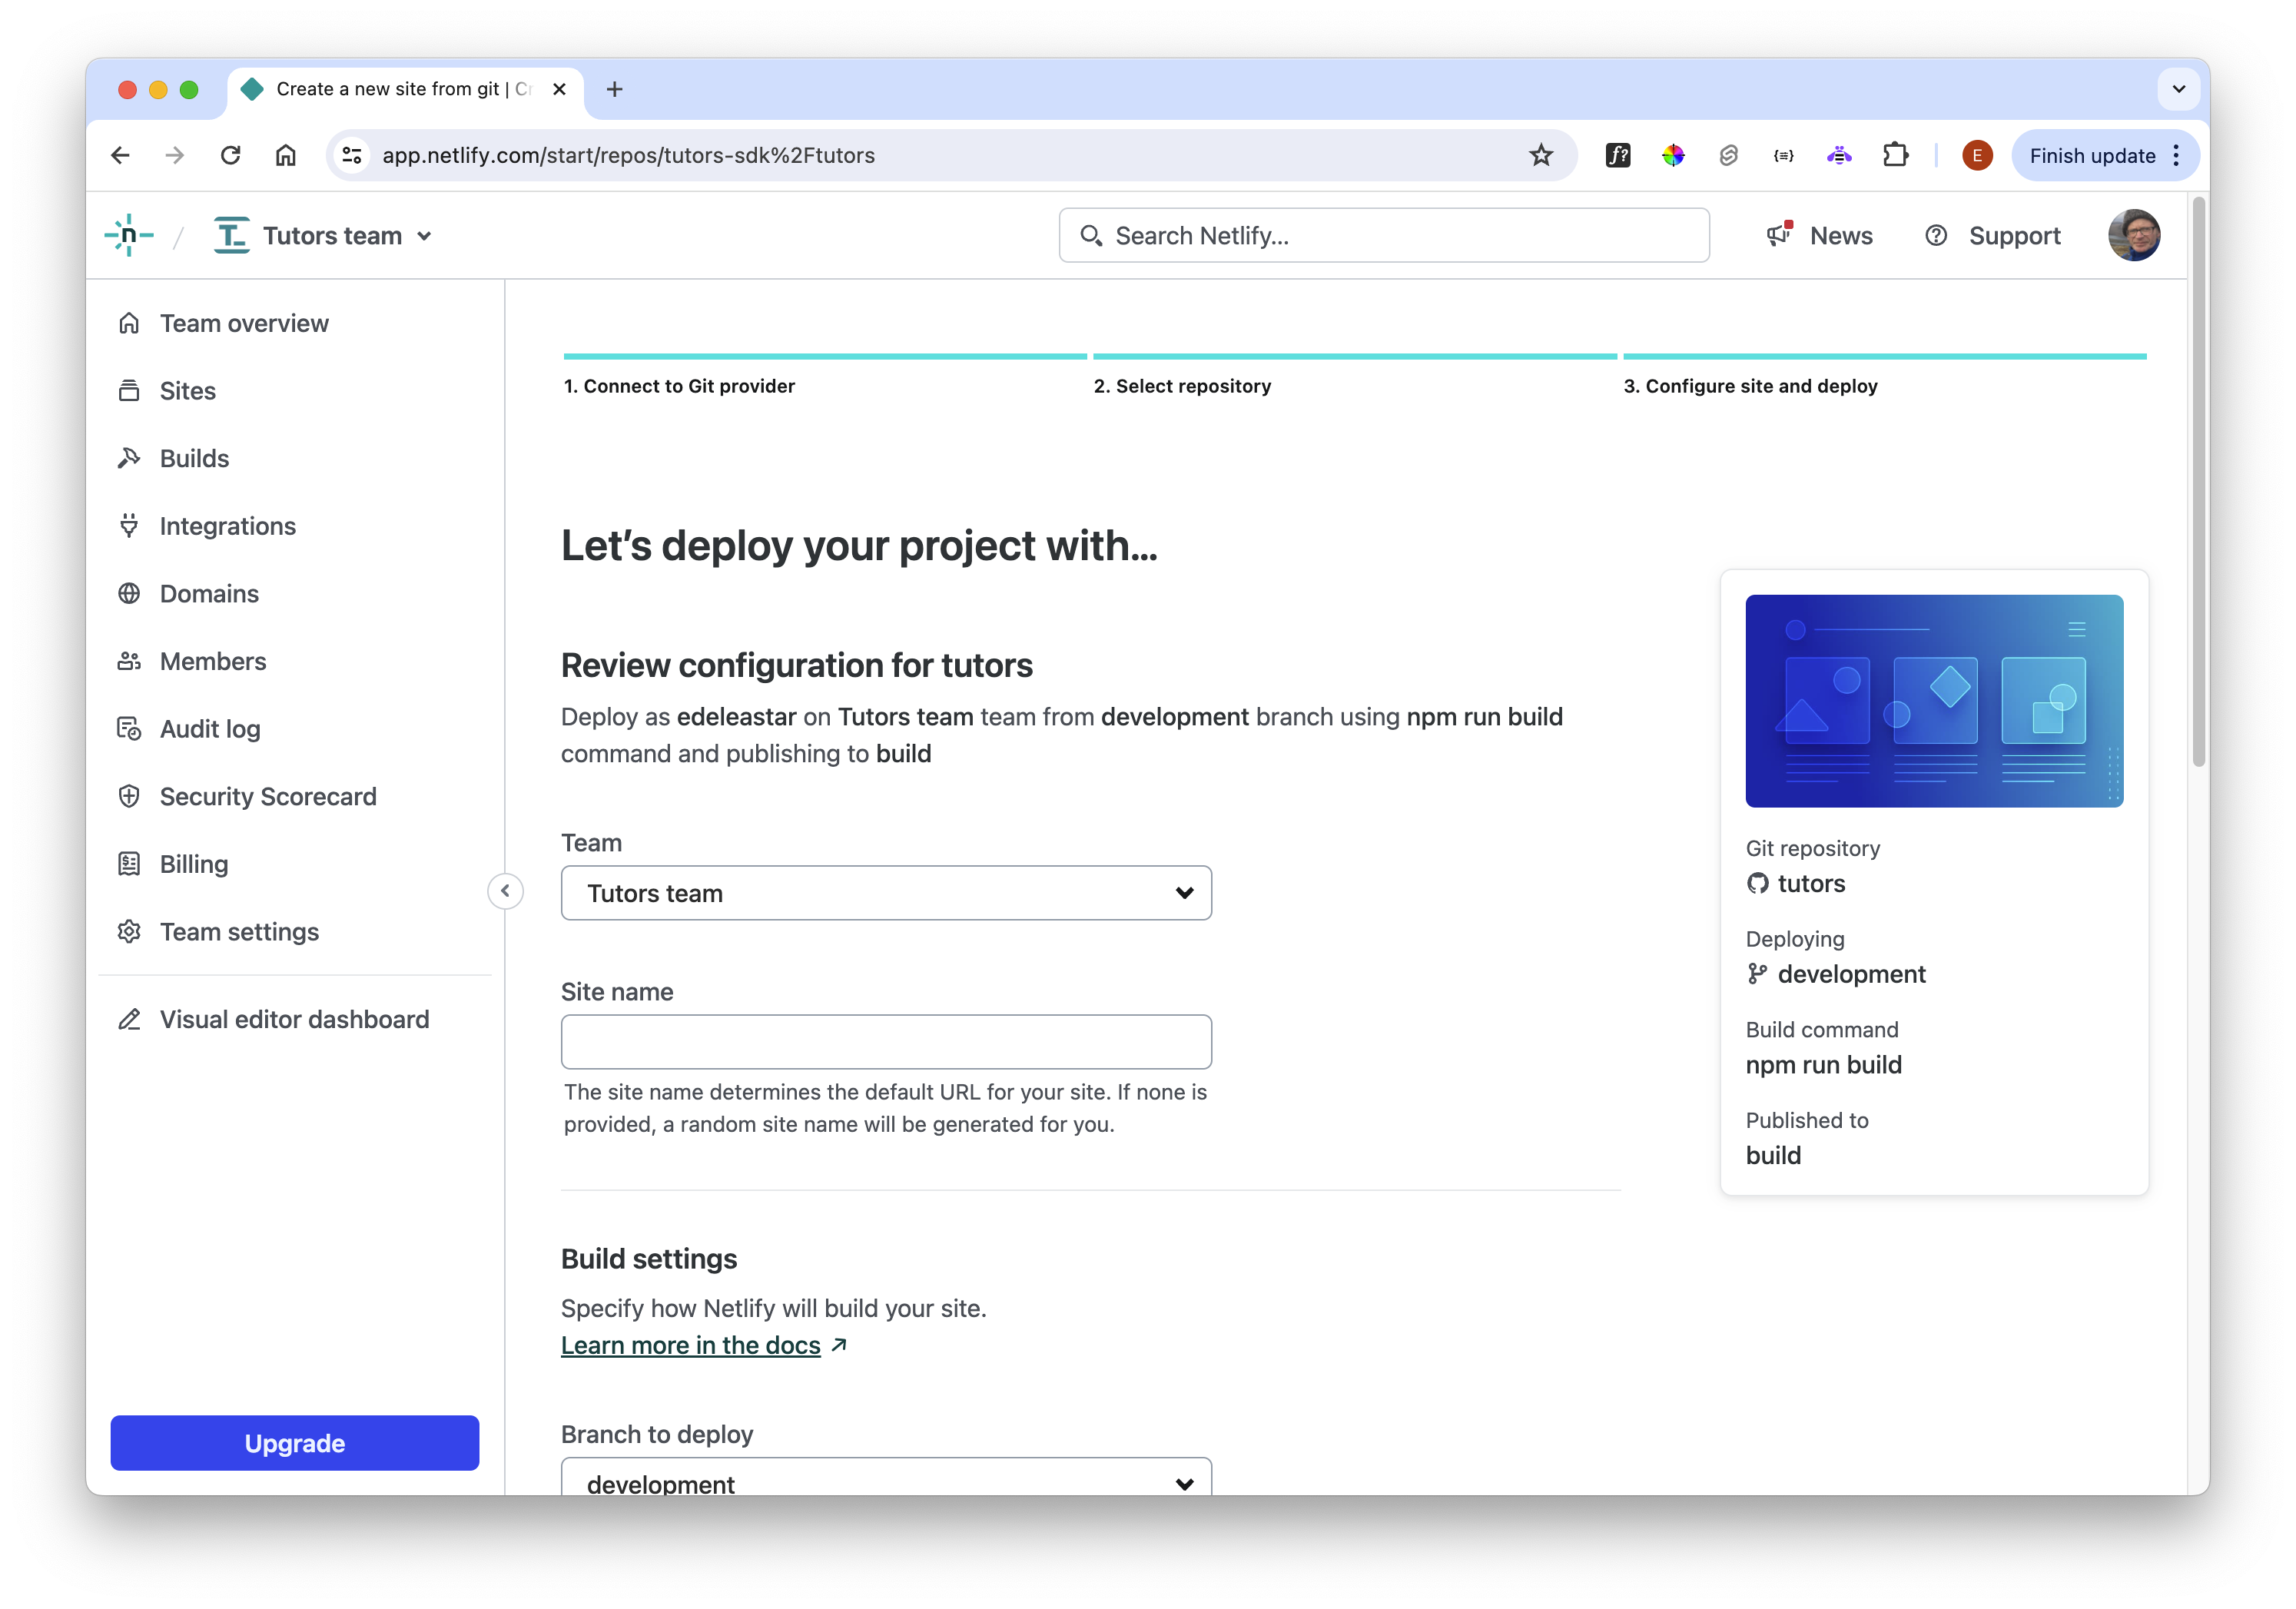 Create a new site from git | Cr
app.netlify.com/start/repos/tutors-sdk%2Ftutors
f?
{≡}
E
Finish update
n
/
T_
Tutors team
Search Netlify...
News
Support
Team overview
Sites
Builds
Integrations
Domains
Members
Audit log
Security Scorecard
Billing
Team settings
Visual editor dashboard
Upgrade
1. Connect to Git provider
2. Select repository
3. Configure site and deploy
Let’s deploy your project with…
Review configuration for tutors
Deploy as edeleastar on Tutors team team from development branch using npm run build
command and publishing to build
Team
Tutors team
Site name
The site name determines the default URL for your site. If none is
provided, a random site name will be generated for you.
Build settings
Specify how Netlify will build your site.
Learn more in the docs
Branch to deploy
development
Git repository
tutors
Deploying
development
Build command
npm run build
Published to
build